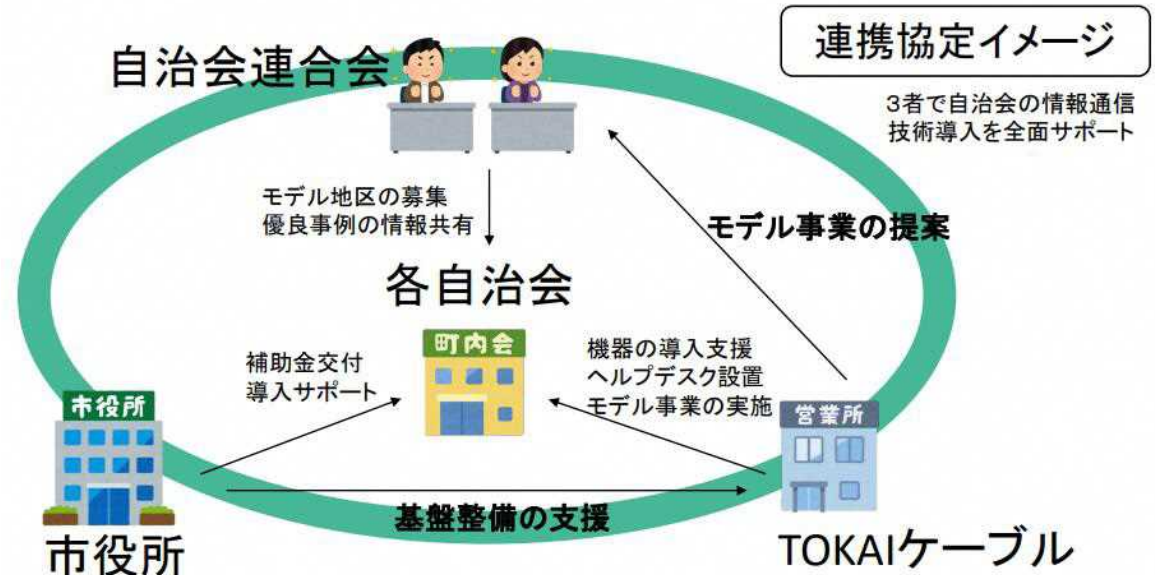 連携協定イメージ
3者で自治会の情報通信
技術導入を全面サポート
自治会連合会
モデル地区の募集
優良事例の情報共有
モデル事業の提案
各自治会
町内会
補助金交付
導入サポート
機器の導入支援
ヘルプデスク設置
モデル事業の実施
市役所
営業所
基盤整備の支援
市役所
TOKAIケーブル